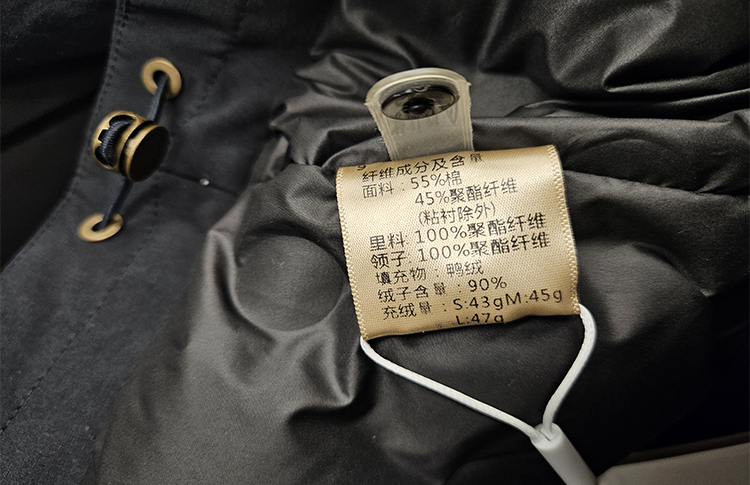 纤维成分及含量
面料：55%棉
45%聚酯纤维
(粘衬除外)
里料：100%聚酯纤维
领子：100%聚酯纤维
填充物：鸭绒
绒子含量：90%
充绒量：S:43gM:45g
L:47g